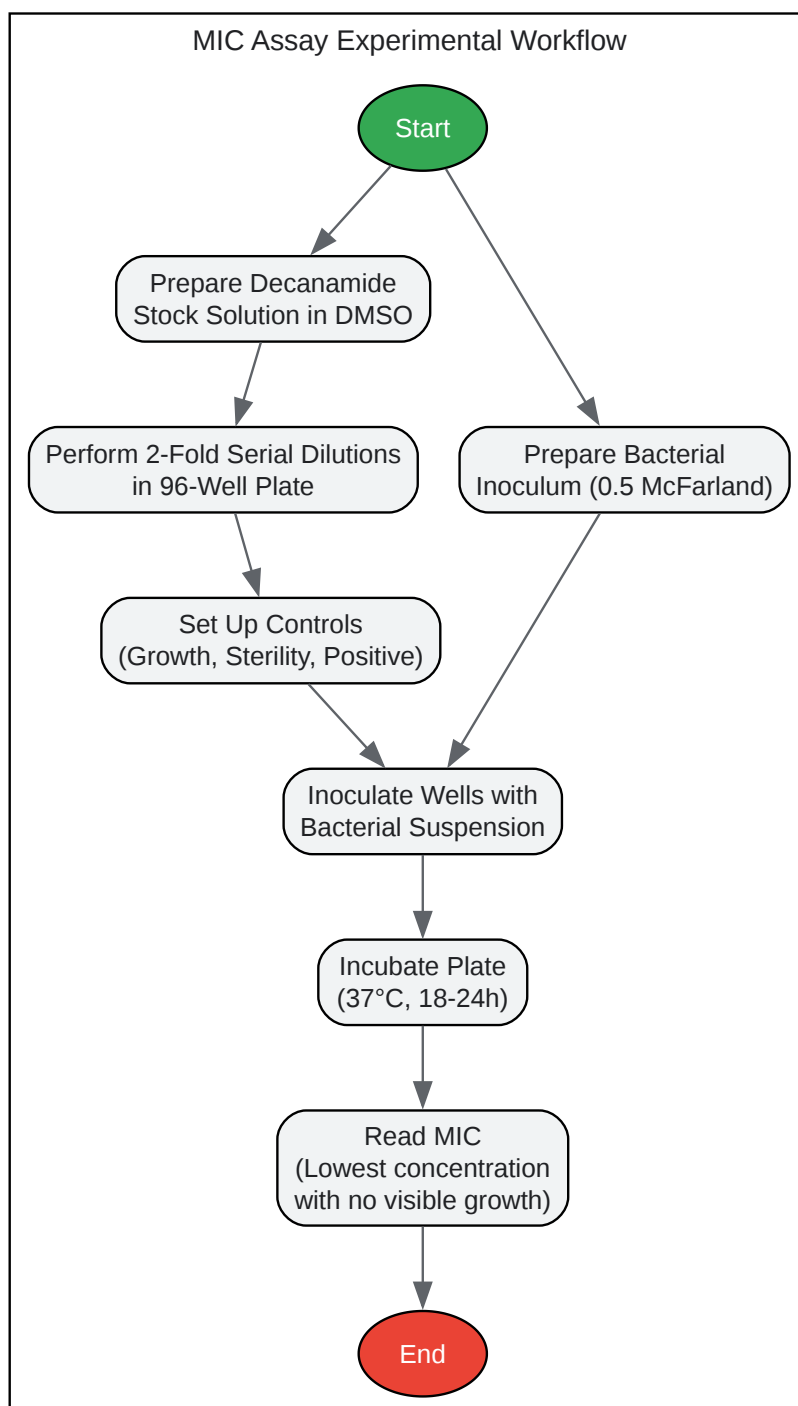 MIC Assay Experimental Workflow
Start
Prepare Decanamide
Stock Solution in DMSO
Perform 2-Fold Serial Dilutions
in 96-Well Plate
Prepare Bacterial
Inoculum (0.5 McFarland)
Set Up Controls
(Growth, Sterility, Positive)
Inoculate Wells with
Bacterial Suspension
Incubate Plate
(37°C, 18-24h)
Read MIC
(Lowest concentration
with no visible growth)
End